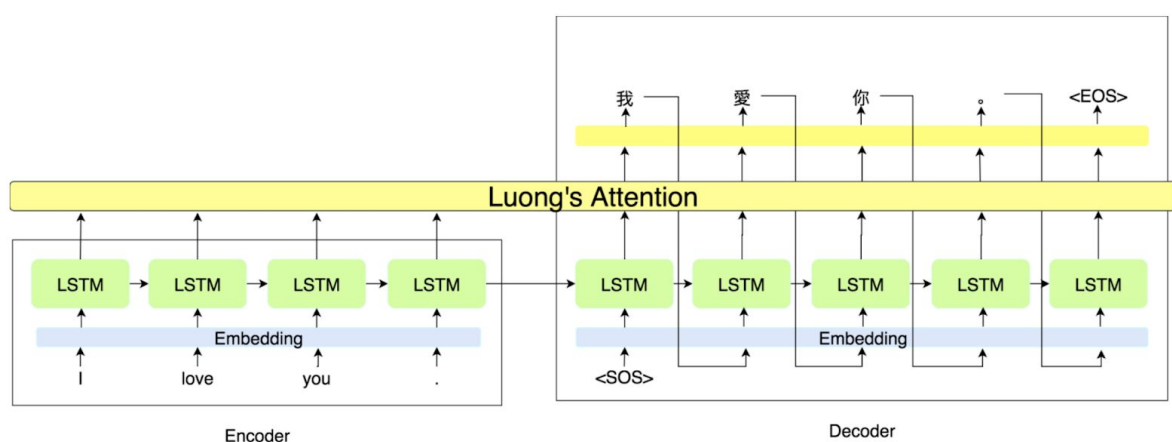 我 愛 你 。 <EOS>
Luong's Attention
LSTM LSTM LSTM LSTM LSTM LSTM LSTM LSTM LSTM
Embedding Embedding
I love you . <SOS>
Encoder Decoder